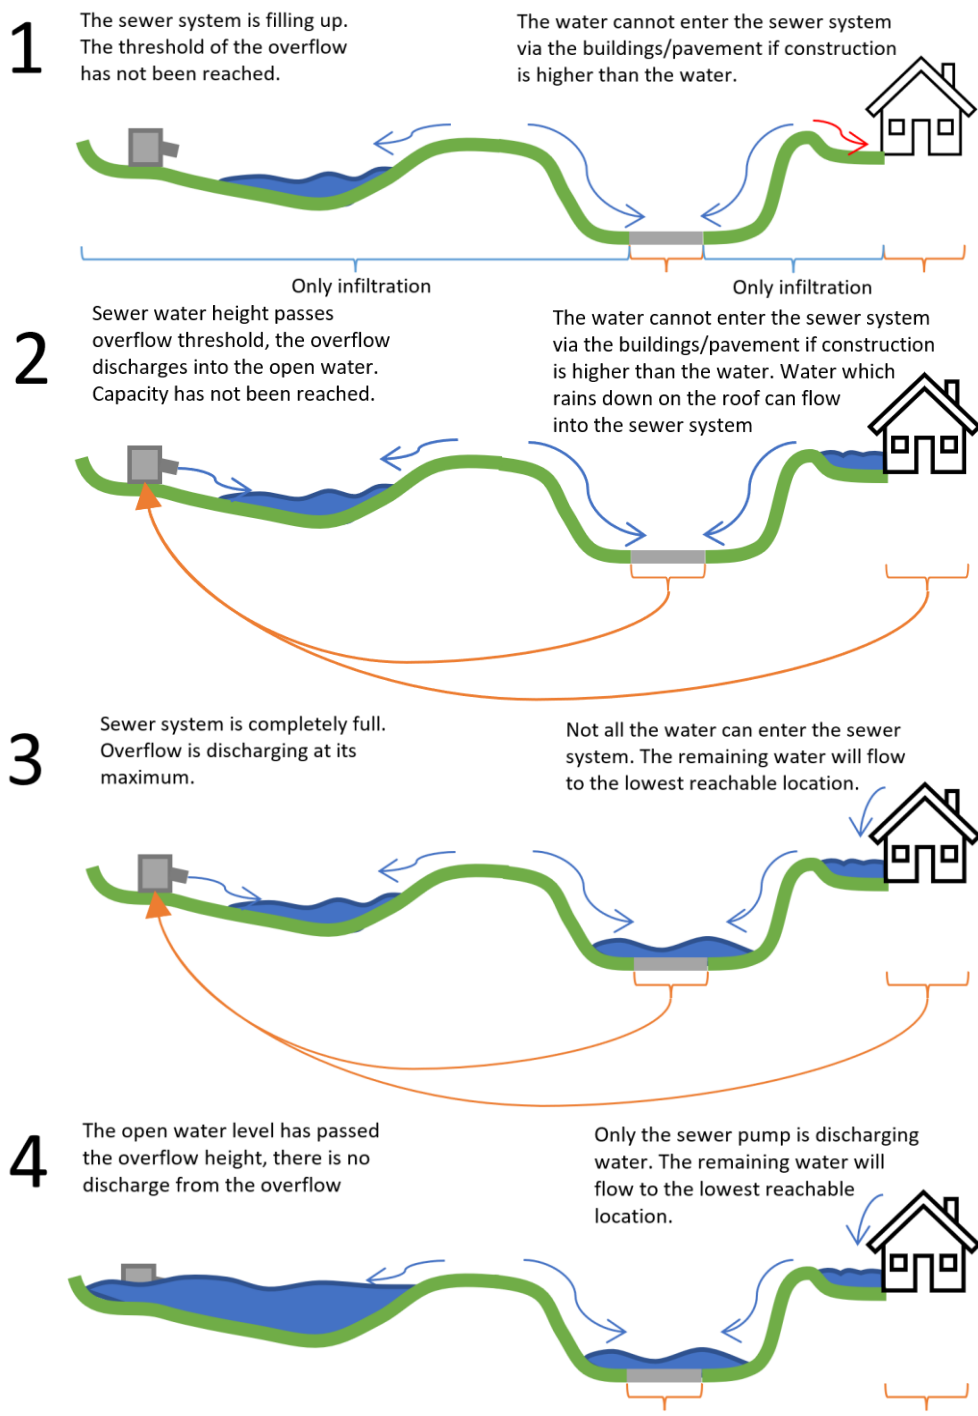 1
The sewer system is filling up.
The threshold of the overflow
has not been reached.
The water cannot enter the sewer system
via the buildings/pavement if construction
is higher than the water.
Only infiltration
Only infiltration
2
Sewer water height passes
overflow threshold, the overflow
discharges into the open water.
Capacity has not been reached.
The water cannot enter the sewer system
via the buildings/pavement if construction
is higher than the water. Water which
rains down on the roof can flow
into the sewer system
3
Sewer system is completely full.
Overflow is discharging at its
maximum.
Not all the water can enter the sewer
system. The remaining water will flow
to the lowest reachable location.
4
The open water level has passed
the overflow height, there is no
discharge from the overflow
Only the sewer pump is discharging
water. The remaining water will
flow to the lowest reachable
location.